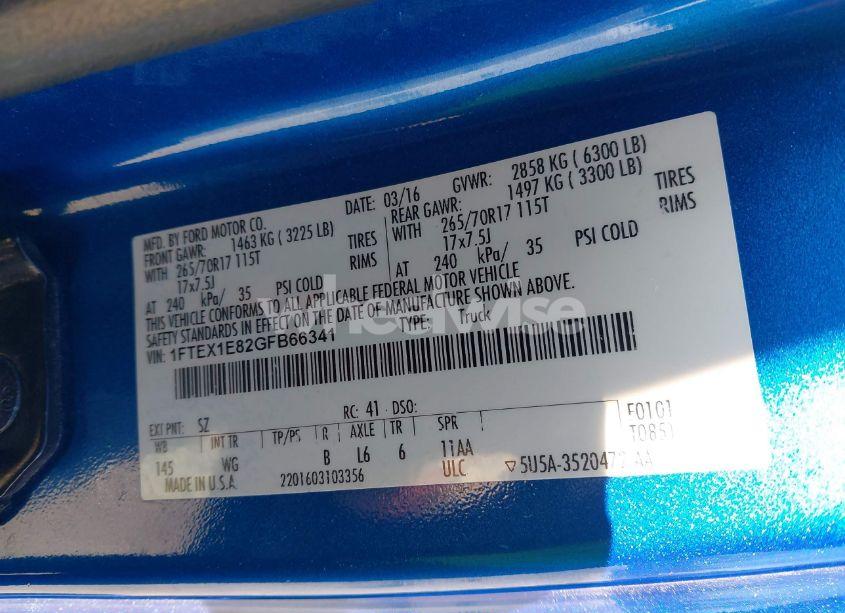 MFD. BY FORD MOTOR CO. DATE: 03/16 GVWR: 2858 KG ( 6300 LB)
FRONT GAWR: 1463 KG ( 3225 LB) REAR GAWR: 1497 KG ( 3300 LB)
WITH 265/70R17 115T TIRES WITH 265/70R17 115T TIRES
17x7.5J RIMS 17x7.5J RIMS
AT 240 kPa/ 35 PSI COLD AT 240 kPa/ 35 PSI COLD
THIS VEHICLE CONFORMS TO ALL APPLICABLE FEDERAL MOTOR VEHICLE
SAFETY STANDARDS IN EFFECT ON THE DATE OF MANUFACTURE SHOWN ABOVE.
VIN: 1FTEX1E82GFB66341 TYPE: Truck
EXT PNT: SZ RC: 41 DSO:
WB INT TR TP/PS R AXLE TR SPR
145 WG B L6 6 11AA
ULC
MADE IN U.S.A. 2201603103356